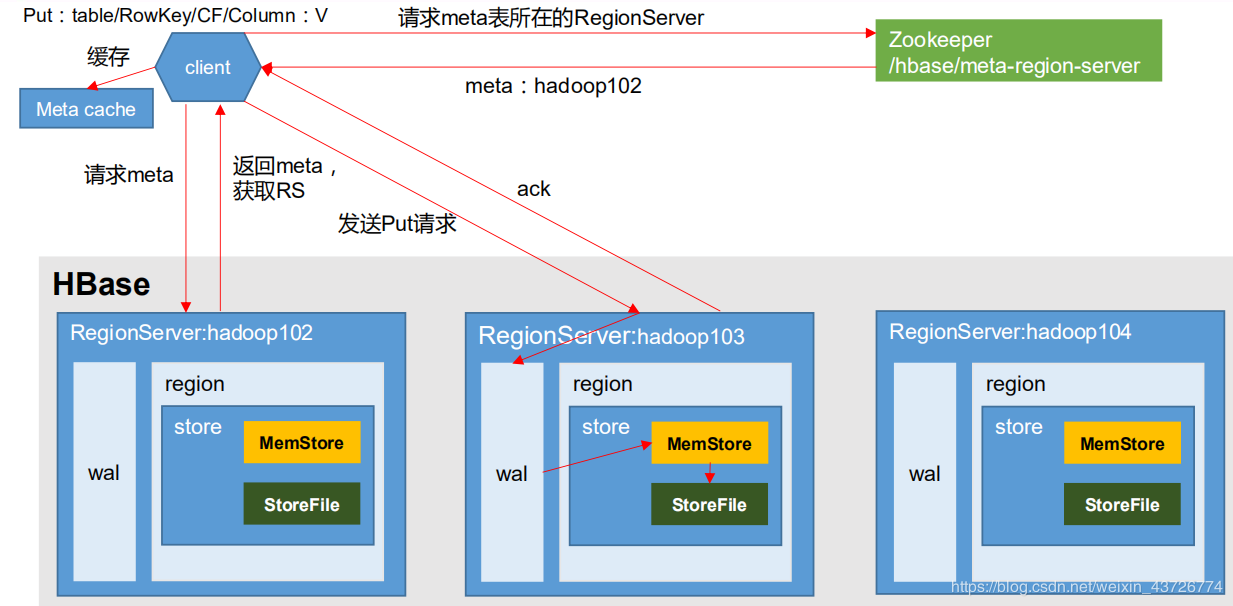 Put：table/RowKey/CF/Column：V
请求meta表所在的RegionServer
Zookeeper
/hbase/meta-region-server
缓存
client
meta：hadoop102
Meta cache
请求meta
返回meta，
获取RS
ack
发送Put请求
HBase
RegionServer:hadoop102
wal
region
store
MemStore
StoreFile
RegionServer:hadoop103
wal
region
store
MemStore
StoreFile
RegionServer:hadoop104
wal
region
store
MemStore
StoreFile
https://blog.csdn.net/weixin_43726774